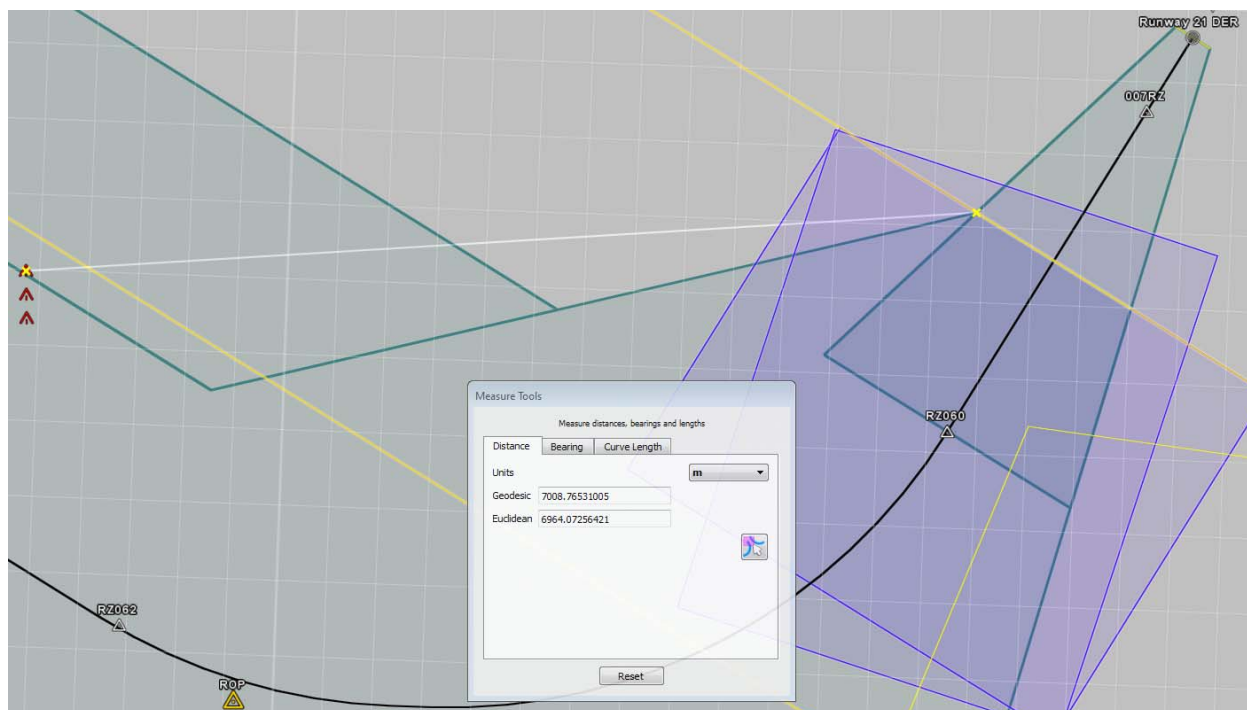 Runway 21 DER
007RZ
RZ060
Measure Tools
Measure distances, bearings and lengths
Distance Bearing Curve Length
Units m
Geodesic 7008.76531005
Euclidean 6964.07256421
RZ062
ROP
Reset